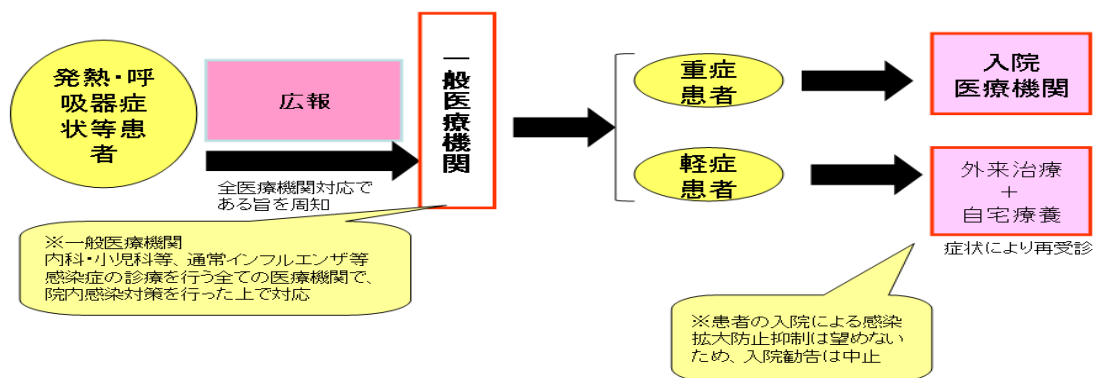 発熱・呼
吸器症
状等患
者
広報
全医療機関対応で
ある旨を周知
一般医療機関
※一般医療機関
内科・小児科等、通常インフルエンザ等
感染症の診療を行う全ての医療機関で、
院内感染対策を行った上で対応
重症
患者
軽症
患者
入院
医療機関
外来治療
+
自宅療養
症状により再受診
※患者の入院による感染
拡大防止抑制は望めない
ため、入院勧告は中止